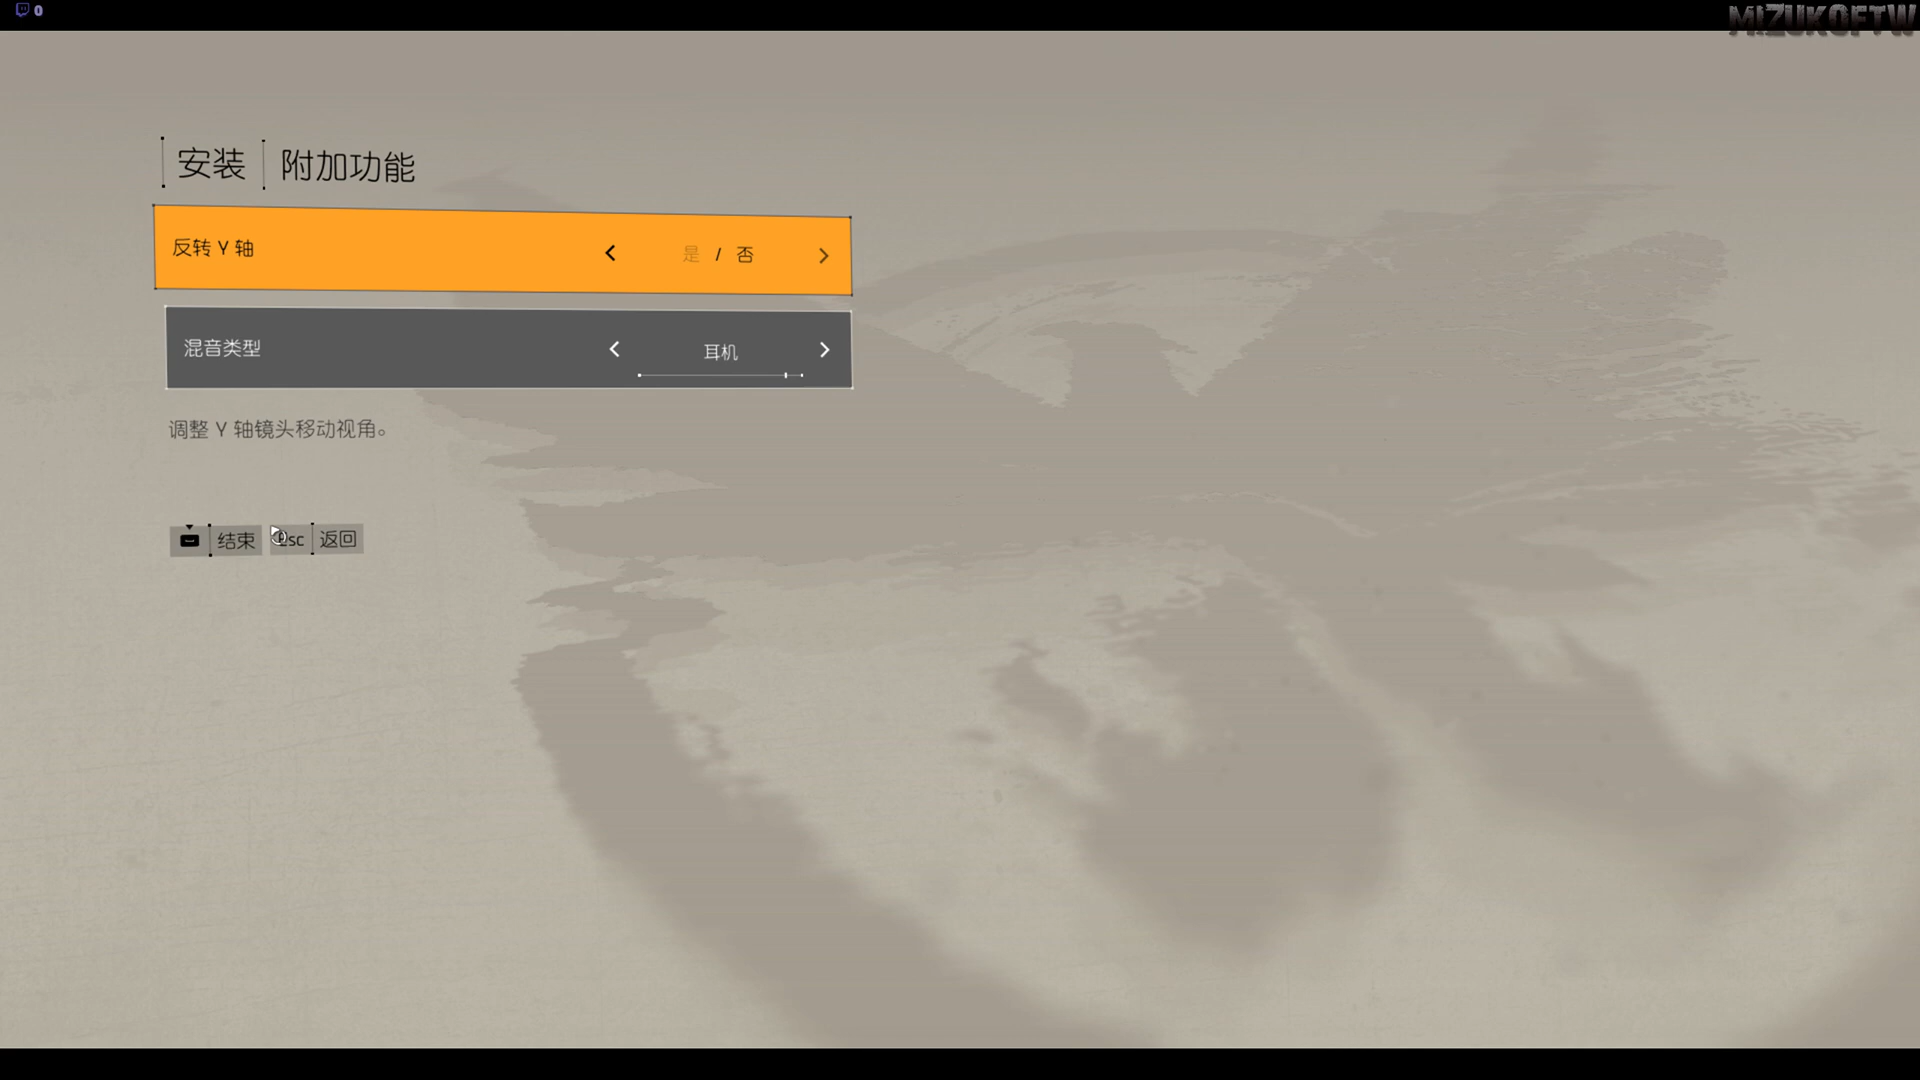 0
MIZUKOFTW
安装 附加功能
反转 Y 轴 是 / 否
混音类型 耳机
调整 Y 轴镜头移动视角。
结束 Esc 返回